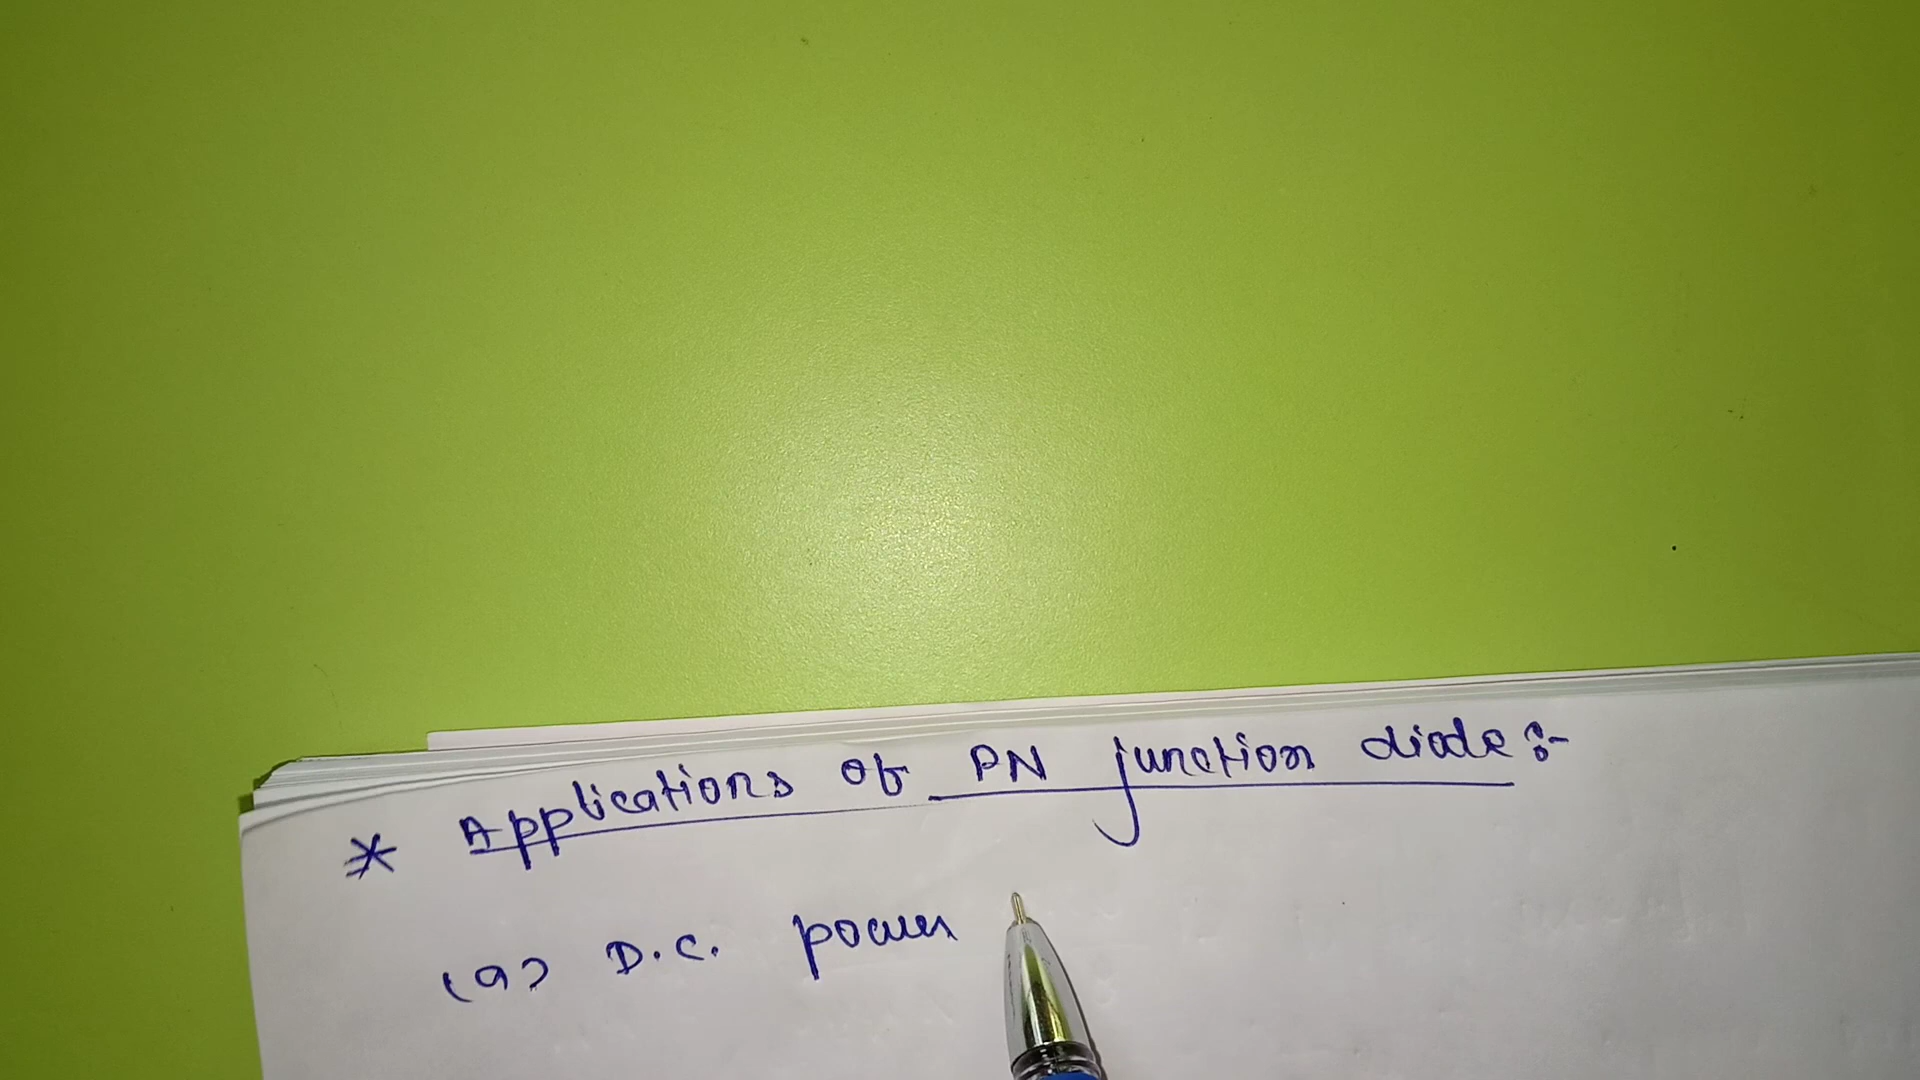 * Applications of PN junction diode :-
(a) D.C. power